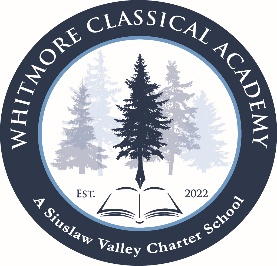 WHITMORE CLASSICAL ACADEMY
EST. 2022
A Siuslaw Valley Charter School